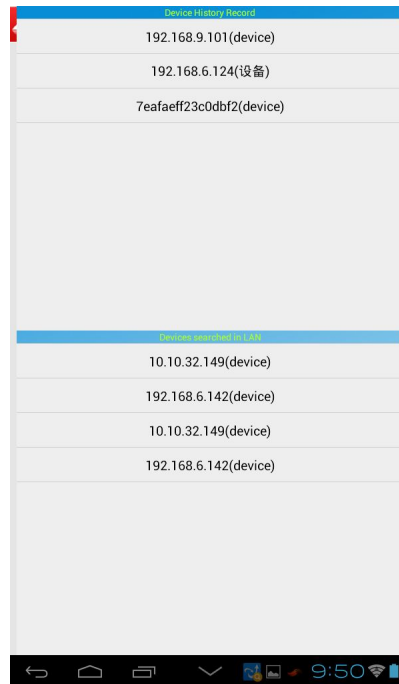 Device History Record
192.168.9.101(device)
192.168.6.124(设备)
7eafaeff23c0dbf2(device)
Devices searched in LAN
10.10.32.149(device)
192.168.6.142(device)
10.10.32.149(device)
192.168.6.142(device)
9:50